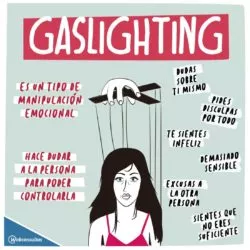 GASLIGHTING
ES UN TIPO DE
MANIPULACIÓN
EMOCIONAL
HACE DUDAR
A LA PERSONA
PARA PODER
CONTROLARLA
DUDAS
SOBRE
TI MISMO
PIDES
DISCULPAS
POR TODO
TE SIENTES
INFELIZ
DEMASIADO
SENSIBLE
EXCUSAS A
LA OTRA
PERSONA
SIENTES QUE
NO ERES
SUFICIENTE